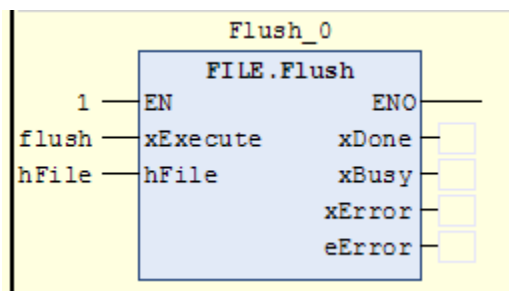 Flush_0
FILE.Flush
1 EN ENO
flush xExecute xDone
hFile hFile xBusy
xError
eError